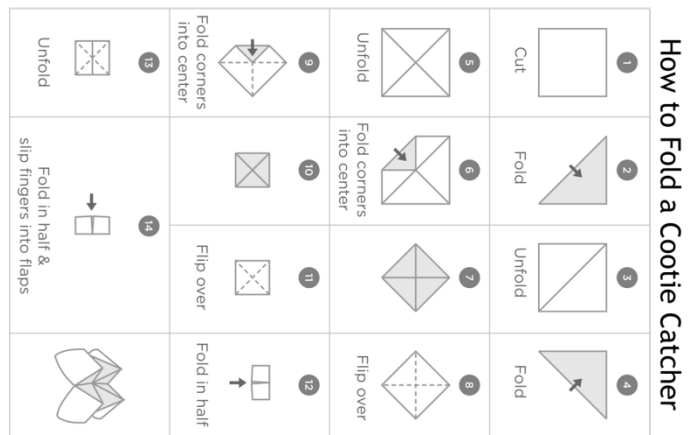 How to Fold a Cootie Catcher
1
Cut
2
Fold
3
Unfold
4
Fold
5
Unfold
6
Fold corners
into center
7
8
Flip over
9
Fold corners
into center
10
11
Flip over
12
Fold in half
13
Unfold
14
Fold in half &
slip fingers into flaps